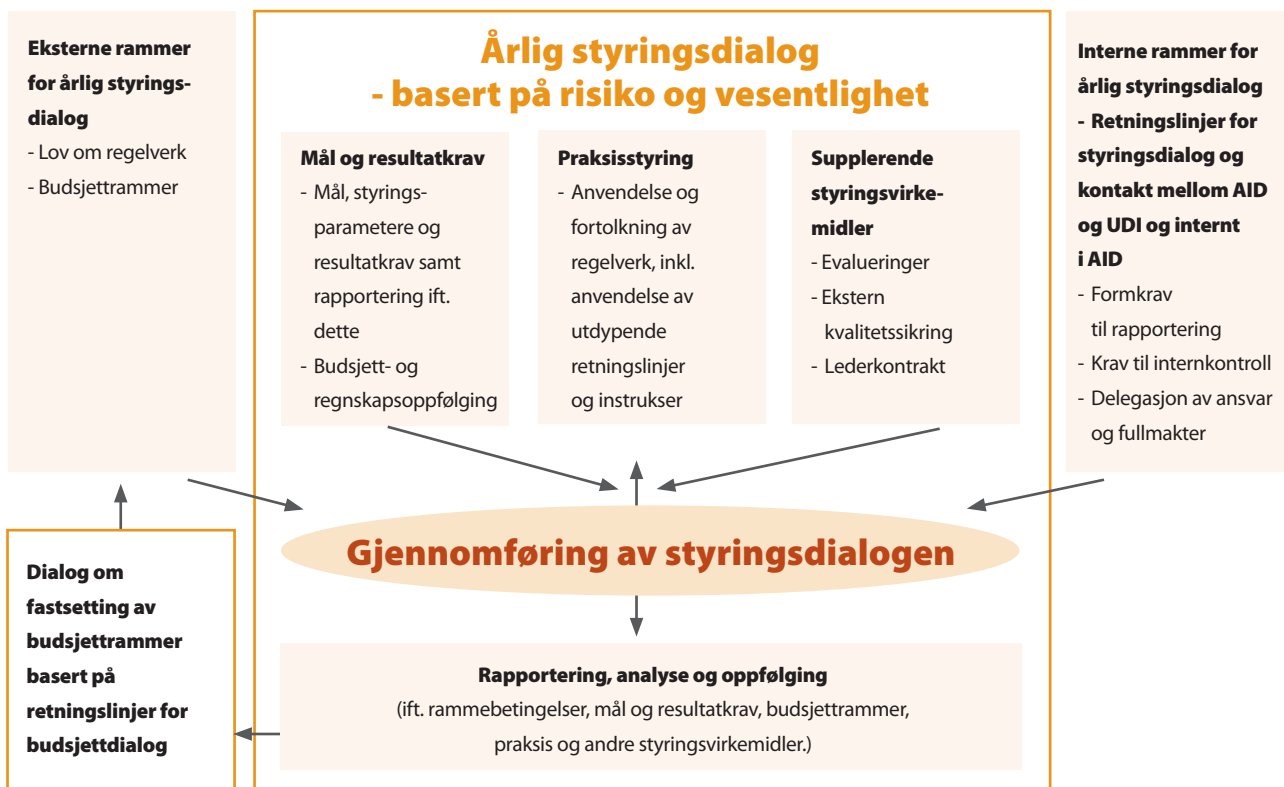 Eksterne rammer
for årlig styrings-
dialog
- Lov om regelverk
- Budsjettrammer
Årlig styringsdialog
- basert på risiko og vesentlighet
Mål og resultatkrav
- Mål, styrings-
parametere og
resultatkrav samt
rapportering ift.
dette
- Budsjett- og
regnskapsoppfølging
Praksisstyring
- Anvendelse og
fortolkning av
regelverk, inkl.
anvendelse av
utdypende
retningslinjer
og instrukser
Supplerende
styringsvirke-
midler
- Evalueringer
- Ekstern
kvalitetssikring
- Lederkontrakt
Interne rammer for
årlig styringsdialog
- Retningslinjer for
styringsdialog og
kontakt mellom AID
og UDI og internt
i AID
- Formkrav
til rapportering
- Krav til internkontroll
- Delegasjon av ansvar
og fullmakter
Gjennomføring av styringsdialogen
Dialog om
fastsetting av
budsjettrammer
basert på
retningslinjer for
budsjettdialog
Rapportering, analyse og oppfølging
(ift. rammebetingelser, mål og resultatkrav, budsjettrammer,
praksis og andre styringsvirkemidler.)